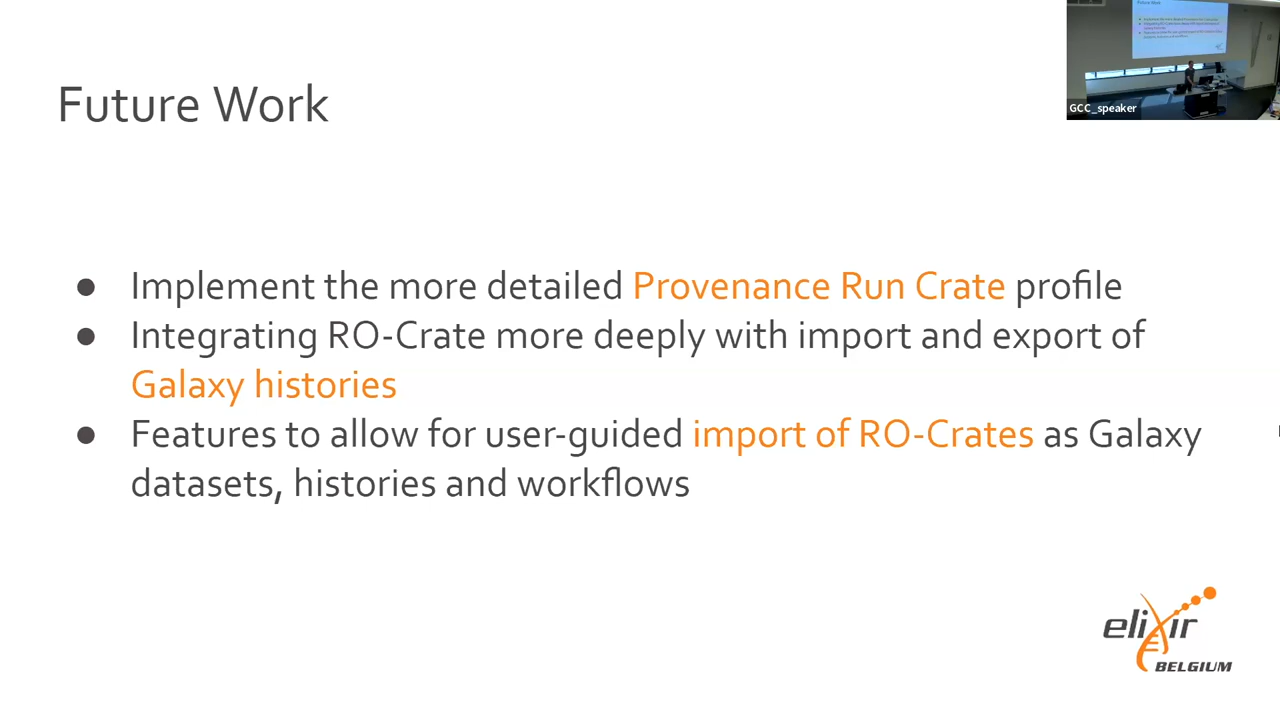 Future Work
GCC_speaker
Future Work
● Implement the more detailed Provenance Run Crate profile
● Integrating RO-Crate more deeply with import and export of
Galaxy histories
● Features to allow for user-guided import of RO-Crates as Galaxy
datasets, histories and workflows
elixir
BELGIUM